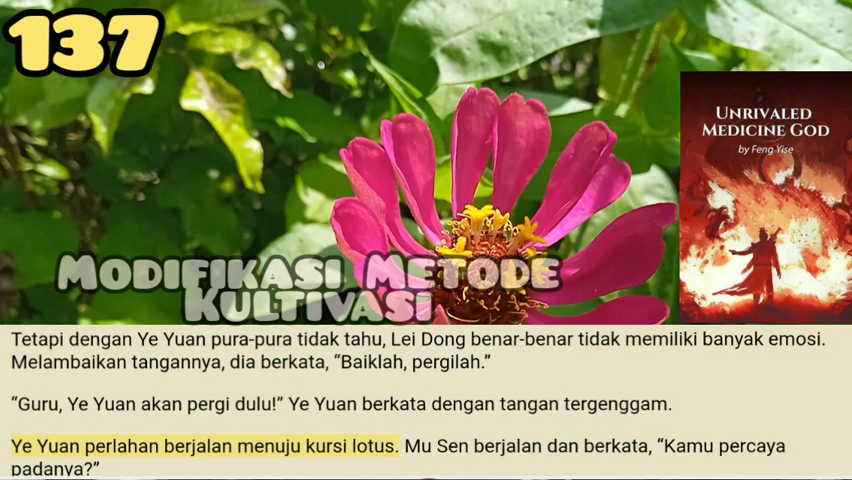 137
UNRIVALED
MEDICINE GOD
by Feng Yise
MODIFIKASI METODE
KULTIVASI
Tetapi dengan Ye Yuan pura-pura tidak tahu, Lei Dong benar-benar tidak memiliki banyak emosi.
Melambaikan tangannya, dia berkata, “Baiklah, pergilah.”
“Guru, Ye Yuan akan pergi dulu!” Ye Yuan berkata dengan tangan tergenggam.
Ye Yuan perlahan berjalan menuju kursi lotus. Mu Sen berjalan dan berkata, “Kamu percaya
padanya?”